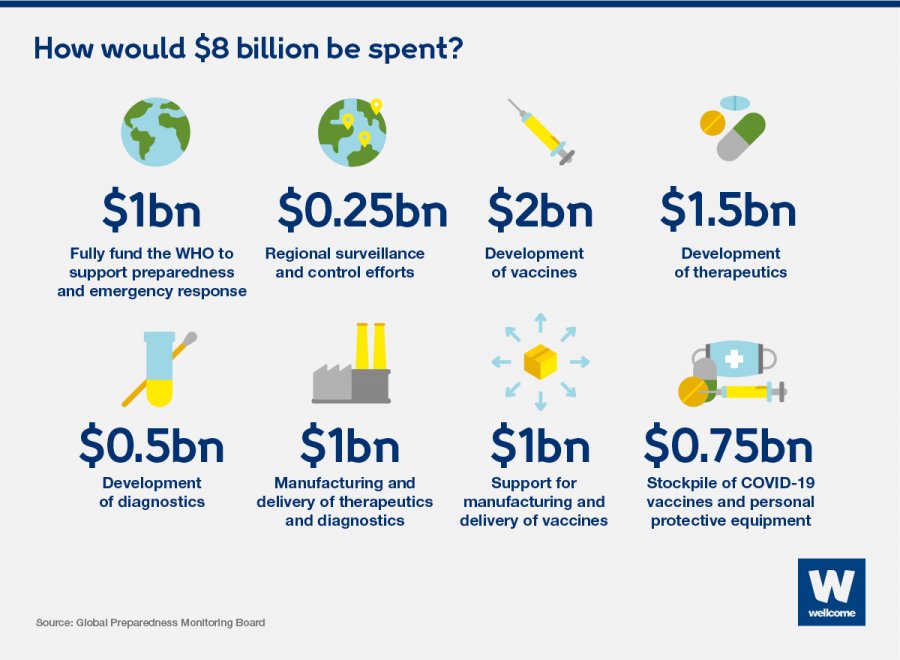 How would $8 billion be spent?
$1bn
Fully fund the WHO to
support preparedness
and emergency response
$0.25bn
Regional surveillance
and control efforts
$2bn
Development
of vaccines
$1.5bn
Development
of therapeutics
$0.5bn
Development
of diagnostics
$1bn
Manufacturing and
delivery of therapeutics
and diagnostics
$1bn
Support for
manufacturing and
delivery of vaccines
$0.75bn
Stockpile of COVID-19
vaccines and personal
protective equipment
W
wellcome
Source: Global Preparedness Monitoring Board